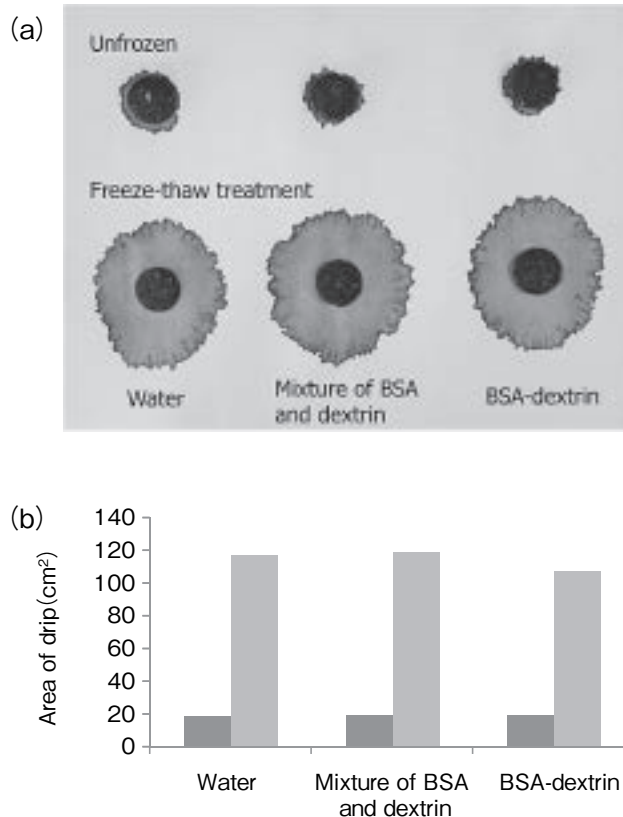 (a)
Unfrozen
Freeze-thaw treatment
Water
Mixture of BSA
and dextrin
BSA-dextrin
(b)
Area of drip(cm²)
140
120
100
80
60
40
20
0
Water
Mixture of BSA
and dextrin
BSA-dextrin